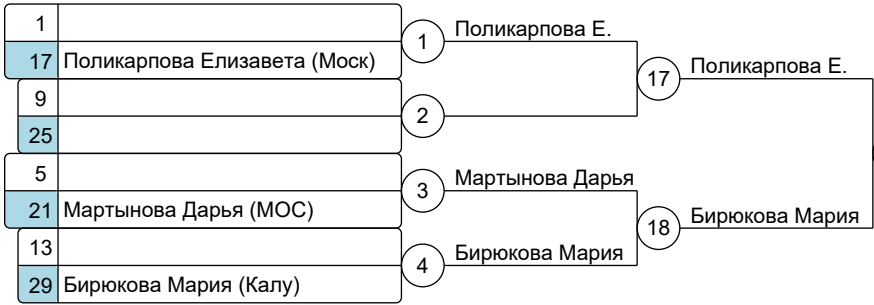 1
17 Поликарпова Елизавета (Моск)
9
25
5
21 Мартынова Дарья (МОС)
13
29 Бирюкова Мария (Калу)
1
2
3
4
Поликарпова Е.
Мартынова Дарья
Бирюкова Мария
17
18
Поликарпова Е.
Бирюкова Мария